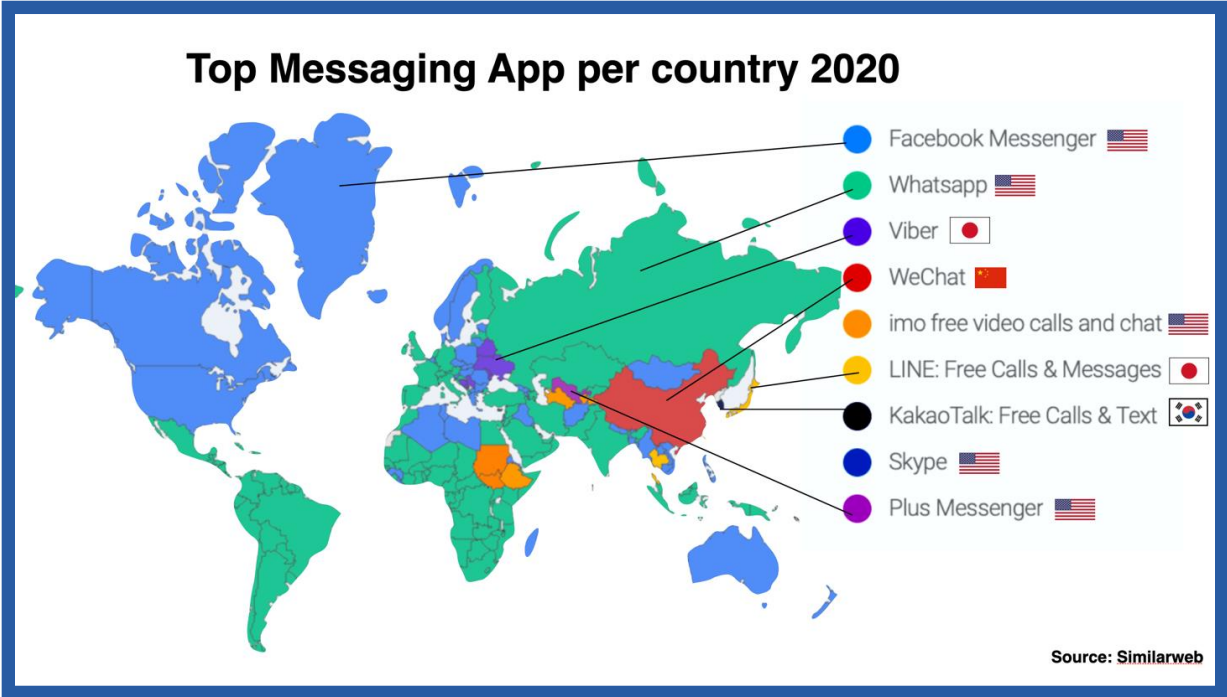 Top Messaging App per country 2020
Facebook Messenger
Whatsapp
Viber
WeChat
imo free video calls and chat
LINE: Free Calls & Messages
KakaoTalk: Free Calls & Text
Skype
Plus Messenger
Source: Similarweb